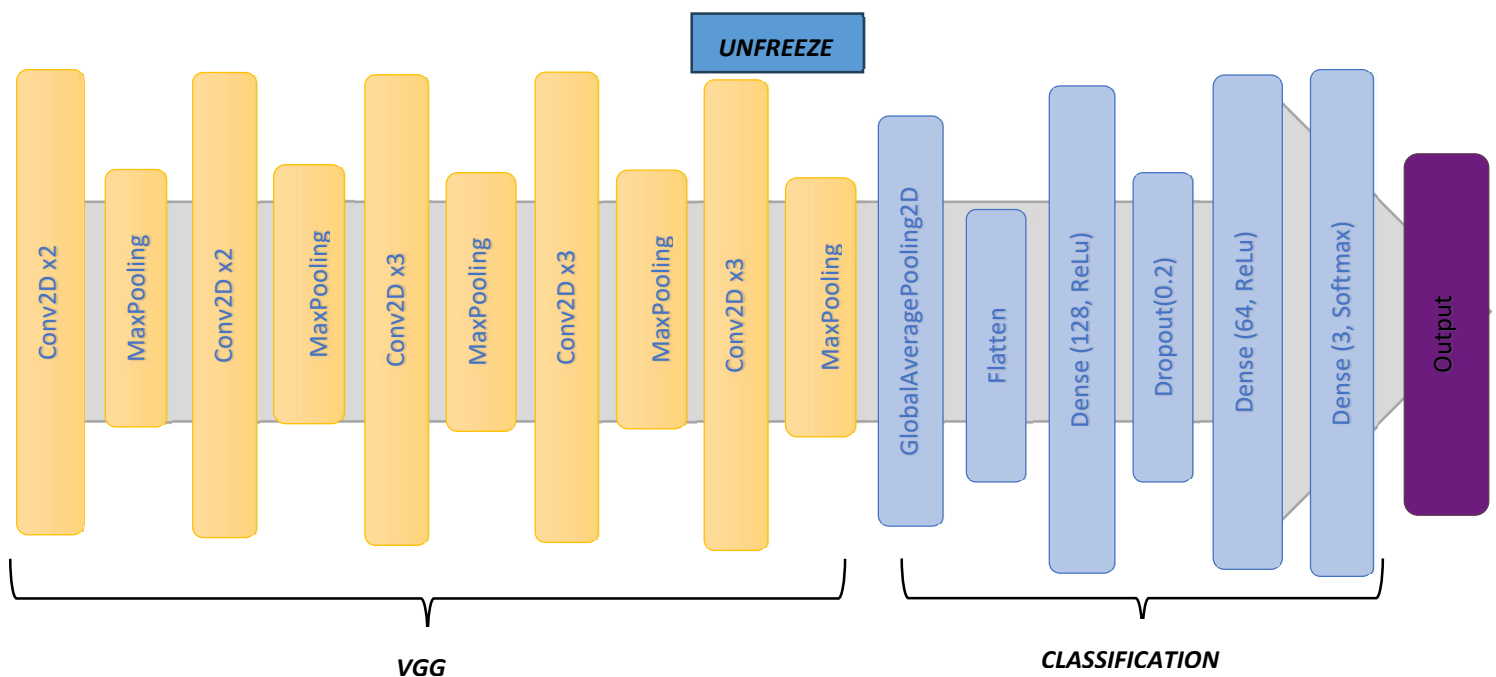 UNFREEZE
Conv2D x2
MaxPooling
Conv2D x2
MaxPooling
Conv2D x3
MaxPooling
Conv2D x3
MaxPooling
Conv2D x3
MaxPooling
GlobalAveragePooling2D
Flatten
Dense (128, ReLu)
Dropout(0.2)
Dense (64, ReLu)
Dense (3, Softmax)
Output
VGG
CLASSIFICATION